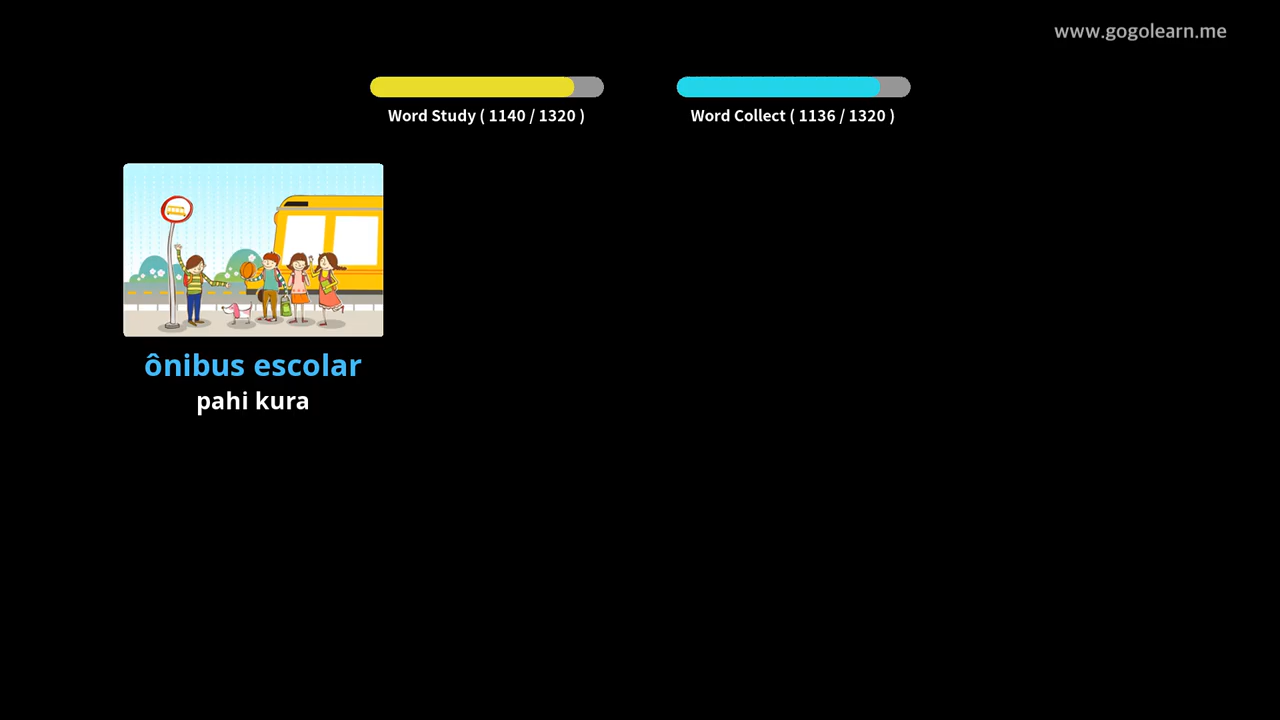 www.gogolearn.me
Word Study ( 1140 / 1320 )
Word Collect ( 1136 / 1320 )
ônibus escolar
pahi kura